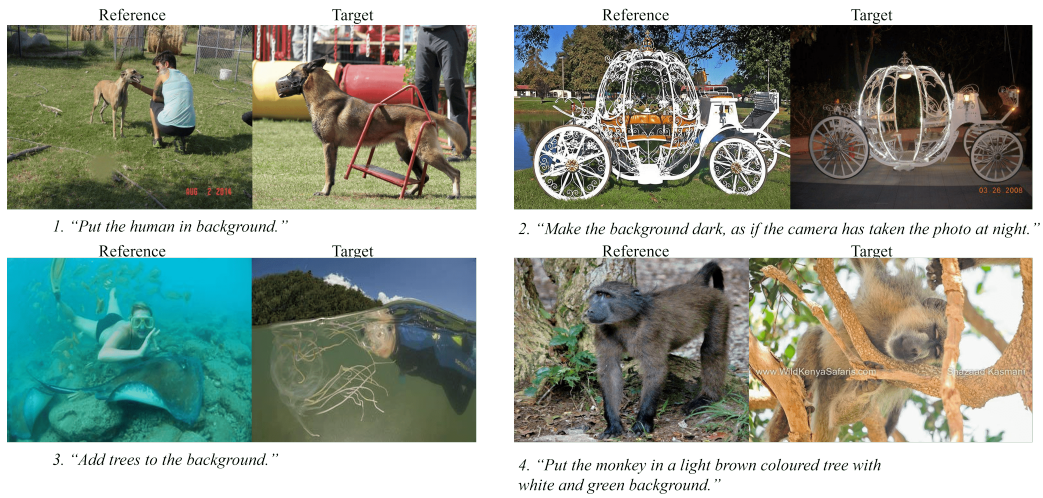 Reference Target Reference Target
AUG 2 2014
03 26 2008
1. “Put the human in background.”
2. “Make the background dark, as if the camera has taken the photo at night.”
Reference Target Reference Target
www.WildKenyaSafaris.com Shazaad Kasmani
3. “Add trees to the background.”
4. “Put the monkey in a light brown coloured tree with
white and green background.”